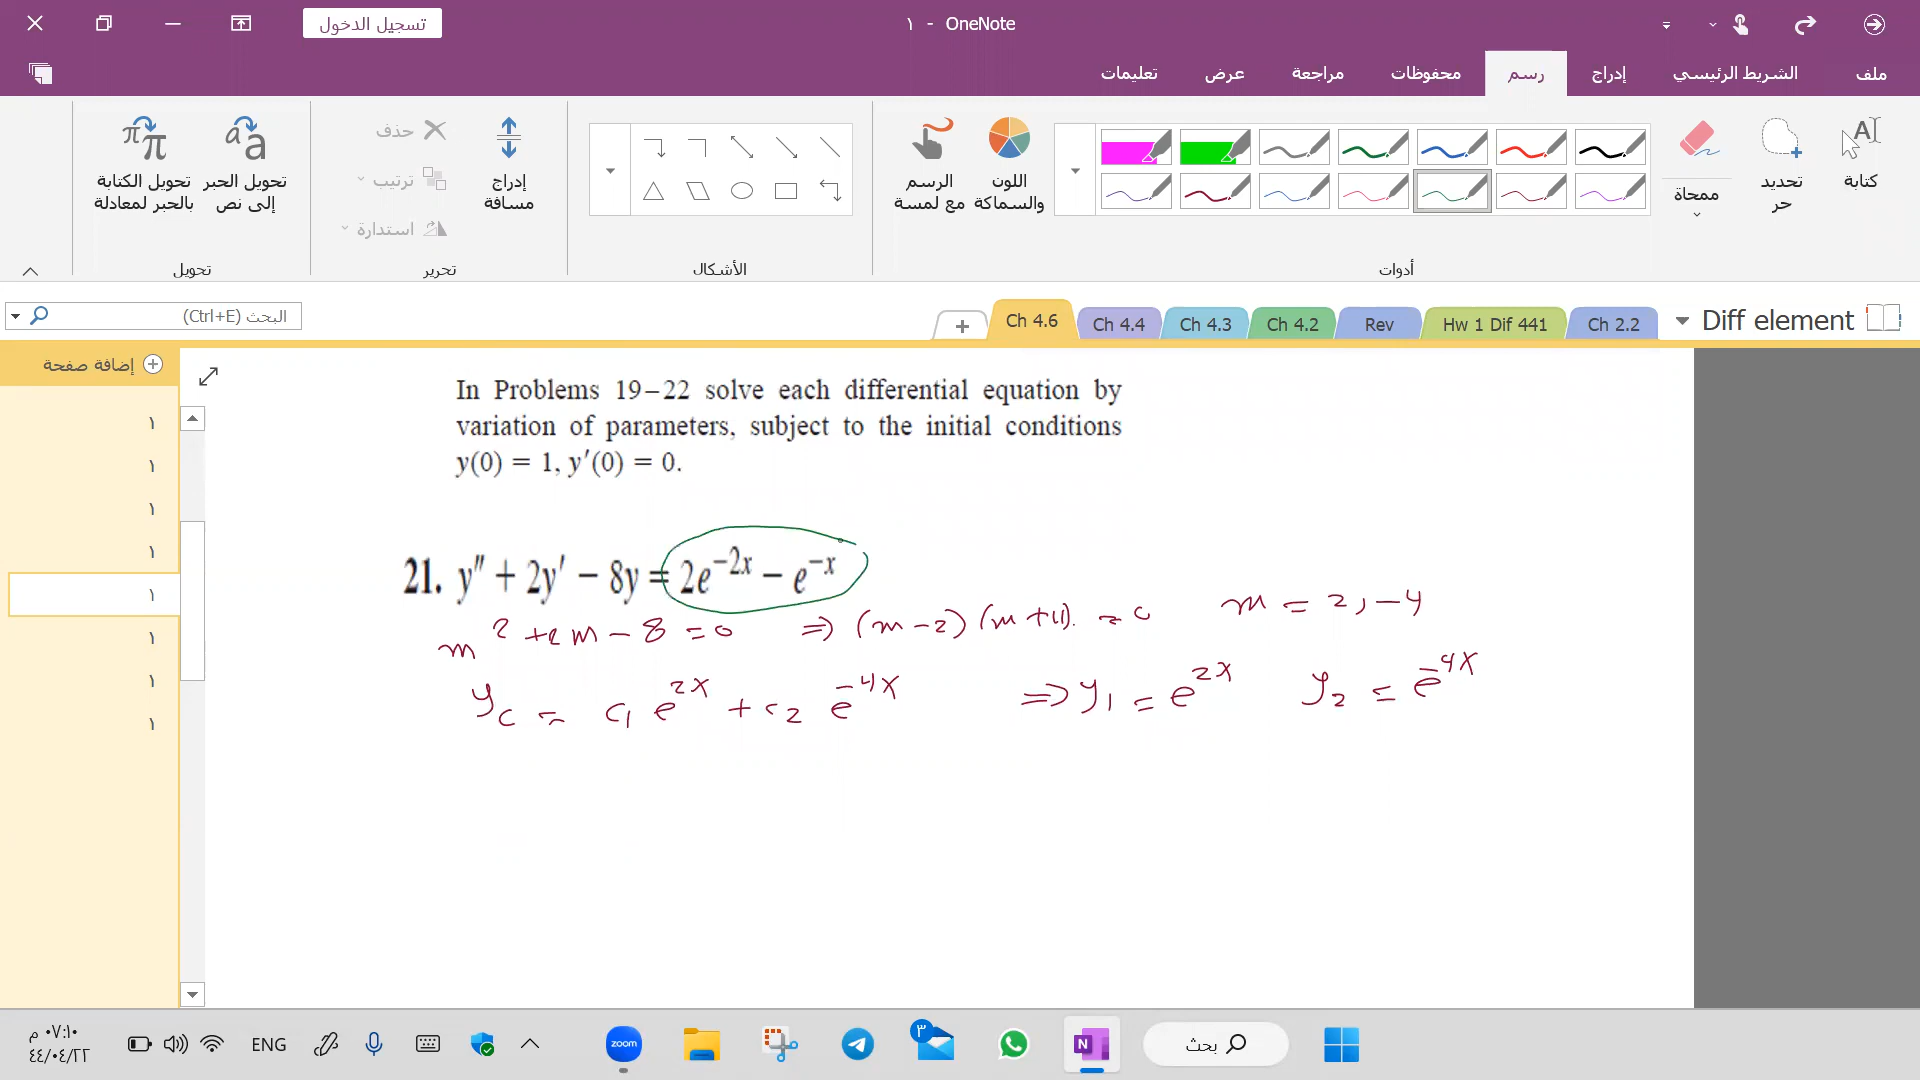 تسجيل الدخول
١ - OneNote
ملف الشريط الرئيسي إدراج رسم محفوظات مراجعة عرض تعليمات
كتابة
تحديد حر
ممحاة
اللون والسماكة
الرسم مع لمسة
إدراج مسافة
حذف
ترتيب
استدارة
تحويل الحبر إلى نص
تحويل الكتابة بالحبر لمعادلة
أدوات
الأشكال
تحرير
تحويل
البحث (Ctrl+E)
Ch 4.6 Ch 4.4 Ch 4.3 Ch 4.2 Rev Hw 1 Dif 441 Ch 2.2 Diff element
إضافة صفحة
١
١
١
١
١
١
١
١
In Problems 19–22 solve each differential equation by
variation of parameters, subject to the initial conditions
y(0) = 1, y′(0) = 0.
21. y″ + 2y′ − 8y = 2e^{−2x} − e^{−x}
m² + 2m − 8 = 0 ⇒ (m − 2)(m + 4) = 0 m = 2, −4
y_c = c₁ e^{2x} + c₂ e^{−4x} ⇒ y₁ = e^{2x} y₂ = e^{−4x}
٠٧:١٠ م
٤٤/٠٤/٢٢
ENG
zoom
٣
N
بحث